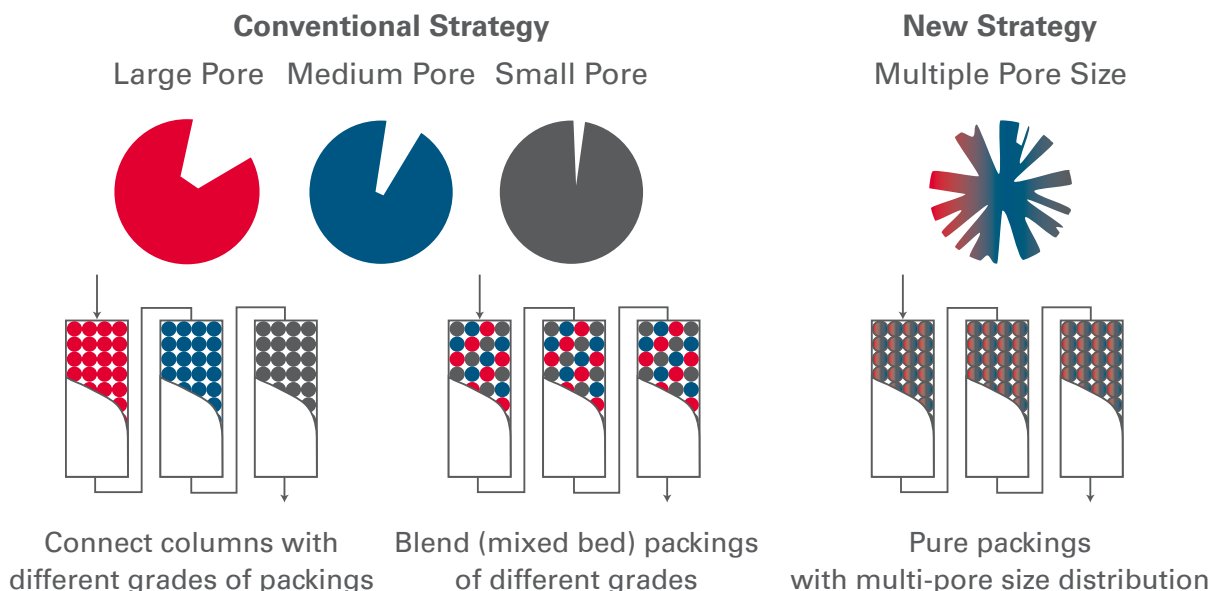 Conventional Strategy
New Strategy
Large Pore
Medium Pore
Small Pore
Multiple Pore Size
Connect columns with
different grades of packings
Blend (mixed bed) packings
of different grades
Pure packings
with multi-pore size distribution